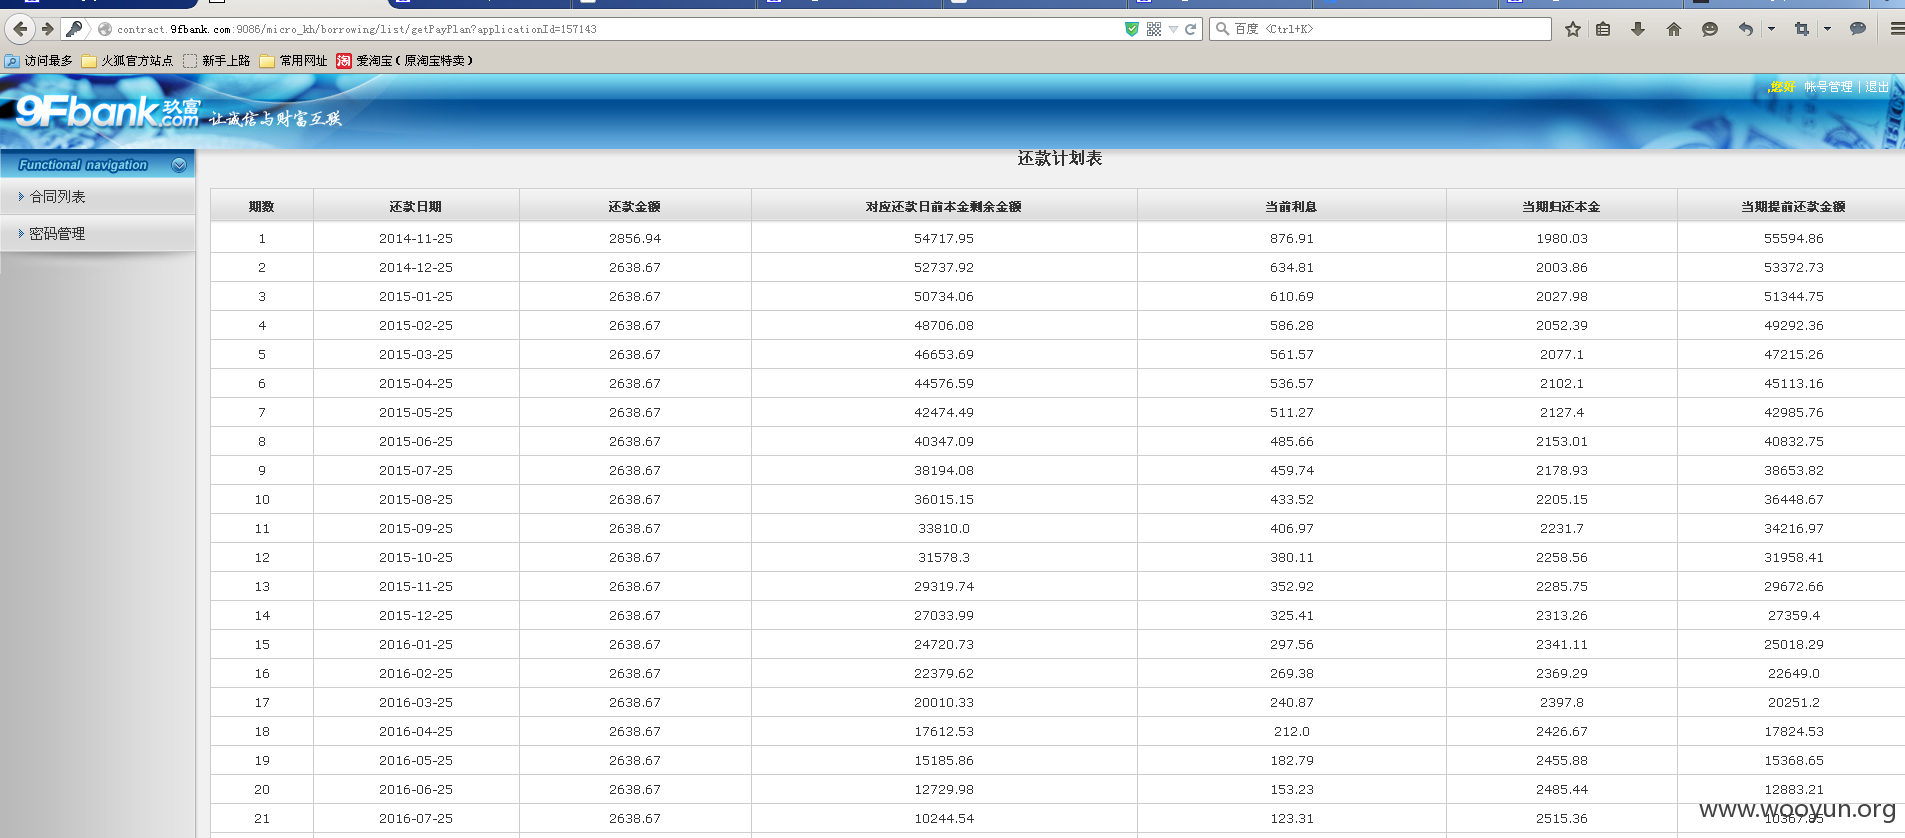 contract.9fbank.com:9086/micro_kh/borrowing/list/getPayPlan?applicationId=157143
百度 <Ctrl+K>
访问最多 火狐官方站点 新手上路 常用网址 淘 爱淘宝（原淘宝特卖）
9Fbank玖富.com 让诚信与财富互联
,您好 帐号管理 | 退出
Functional navigation
合同列表
密码管理
还款计划表
期数 还款日期 还款金额 对应还款日前本金剩余金额 当前利息 当期归还本金 当期提前还款金额
1 2014-11-25 2856.94 54717.95 876.91 1980.03 55594.86
2 2014-12-25 2638.67 52737.92 634.81 2003.86 53372.73
3 2015-01-25 2638.67 50734.06 610.69 2027.98 51344.75
4 2015-02-25 2638.67 48706.08 586.28 2052.39 49292.36
5 2015-03-25 2638.67 46653.69 561.57 2077.1 47215.26
6 2015-04-25 2638.67 44576.59 536.57 2102.1 45113.16
7 2015-05-25 2638.67 42474.49 511.27 2127.4 42985.76
8 2015-06-25 2638.67 40347.09 485.66 2153.01 40832.75
9 2015-07-25 2638.67 38194.08 459.74 2178.93 38653.82
10 2015-08-25 2638.67 36015.15 433.52 2205.15 36448.67
11 2015-09-25 2638.67 33810.0 406.97 2231.7 34216.97
12 2015-10-25 2638.67 31578.3 380.11 2258.56 31958.41
13 2015-11-25 2638.67 29319.74 352.92 2285.75 29672.66
14 2015-12-25 2638.67 27033.99 325.41 2313.26 27359.4
15 2016-01-25 2638.67 24720.73 297.56 2341.11 25018.29
16 2016-02-25 2638.67 22379.62 269.38 2369.29 22649.0
17 2016-03-25 2638.67 20010.33 240.87 2397.8 20251.2
18 2016-04-25 2638.67 17612.53 212.0 2426.67 17824.53
19 2016-05-25 2638.67 15185.86 182.79 2455.88 15368.65
20 2016-06-25 2638.67 12729.98 153.23 2485.44 12883.21
21 2016-07-25 2638.67 10244.54 123.31 2515.36 10367.85
www.wooyun.org